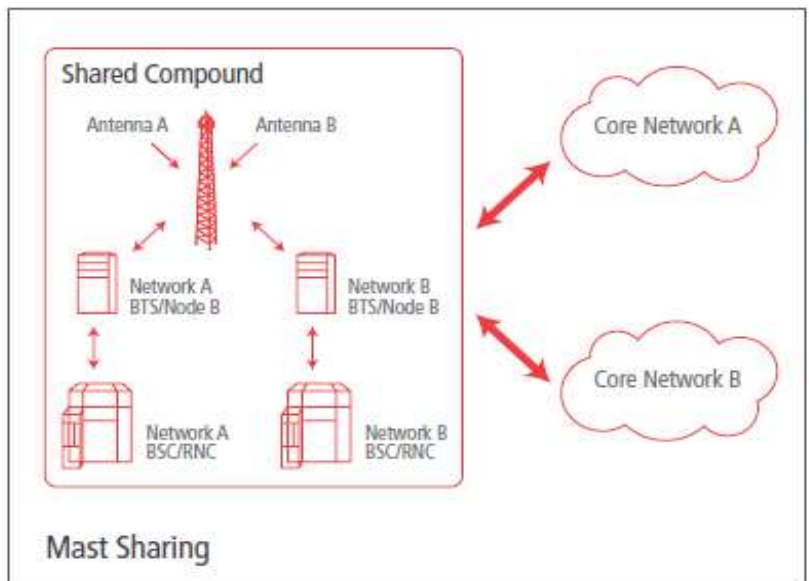 Shared Compound
Antenna A
Antenna B
Network A
BTS/Node B
Network B
BTS/Node B
Network A
BSC/RNC
Network B
BSC/RNC
Core Network A
Core Network B
Mast Sharing